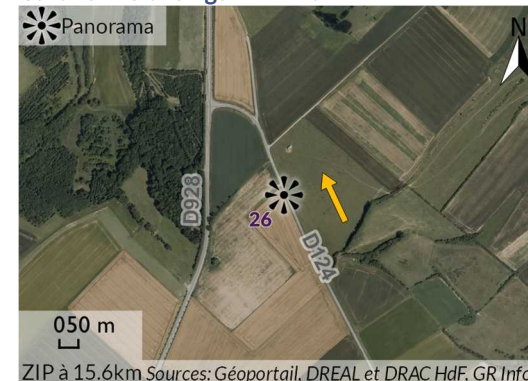 Panorama
N
D928
26
D124
050 m
ZIP à 15.6km Sources: Géoportail, DREAL et DRAC HdF, GR Info